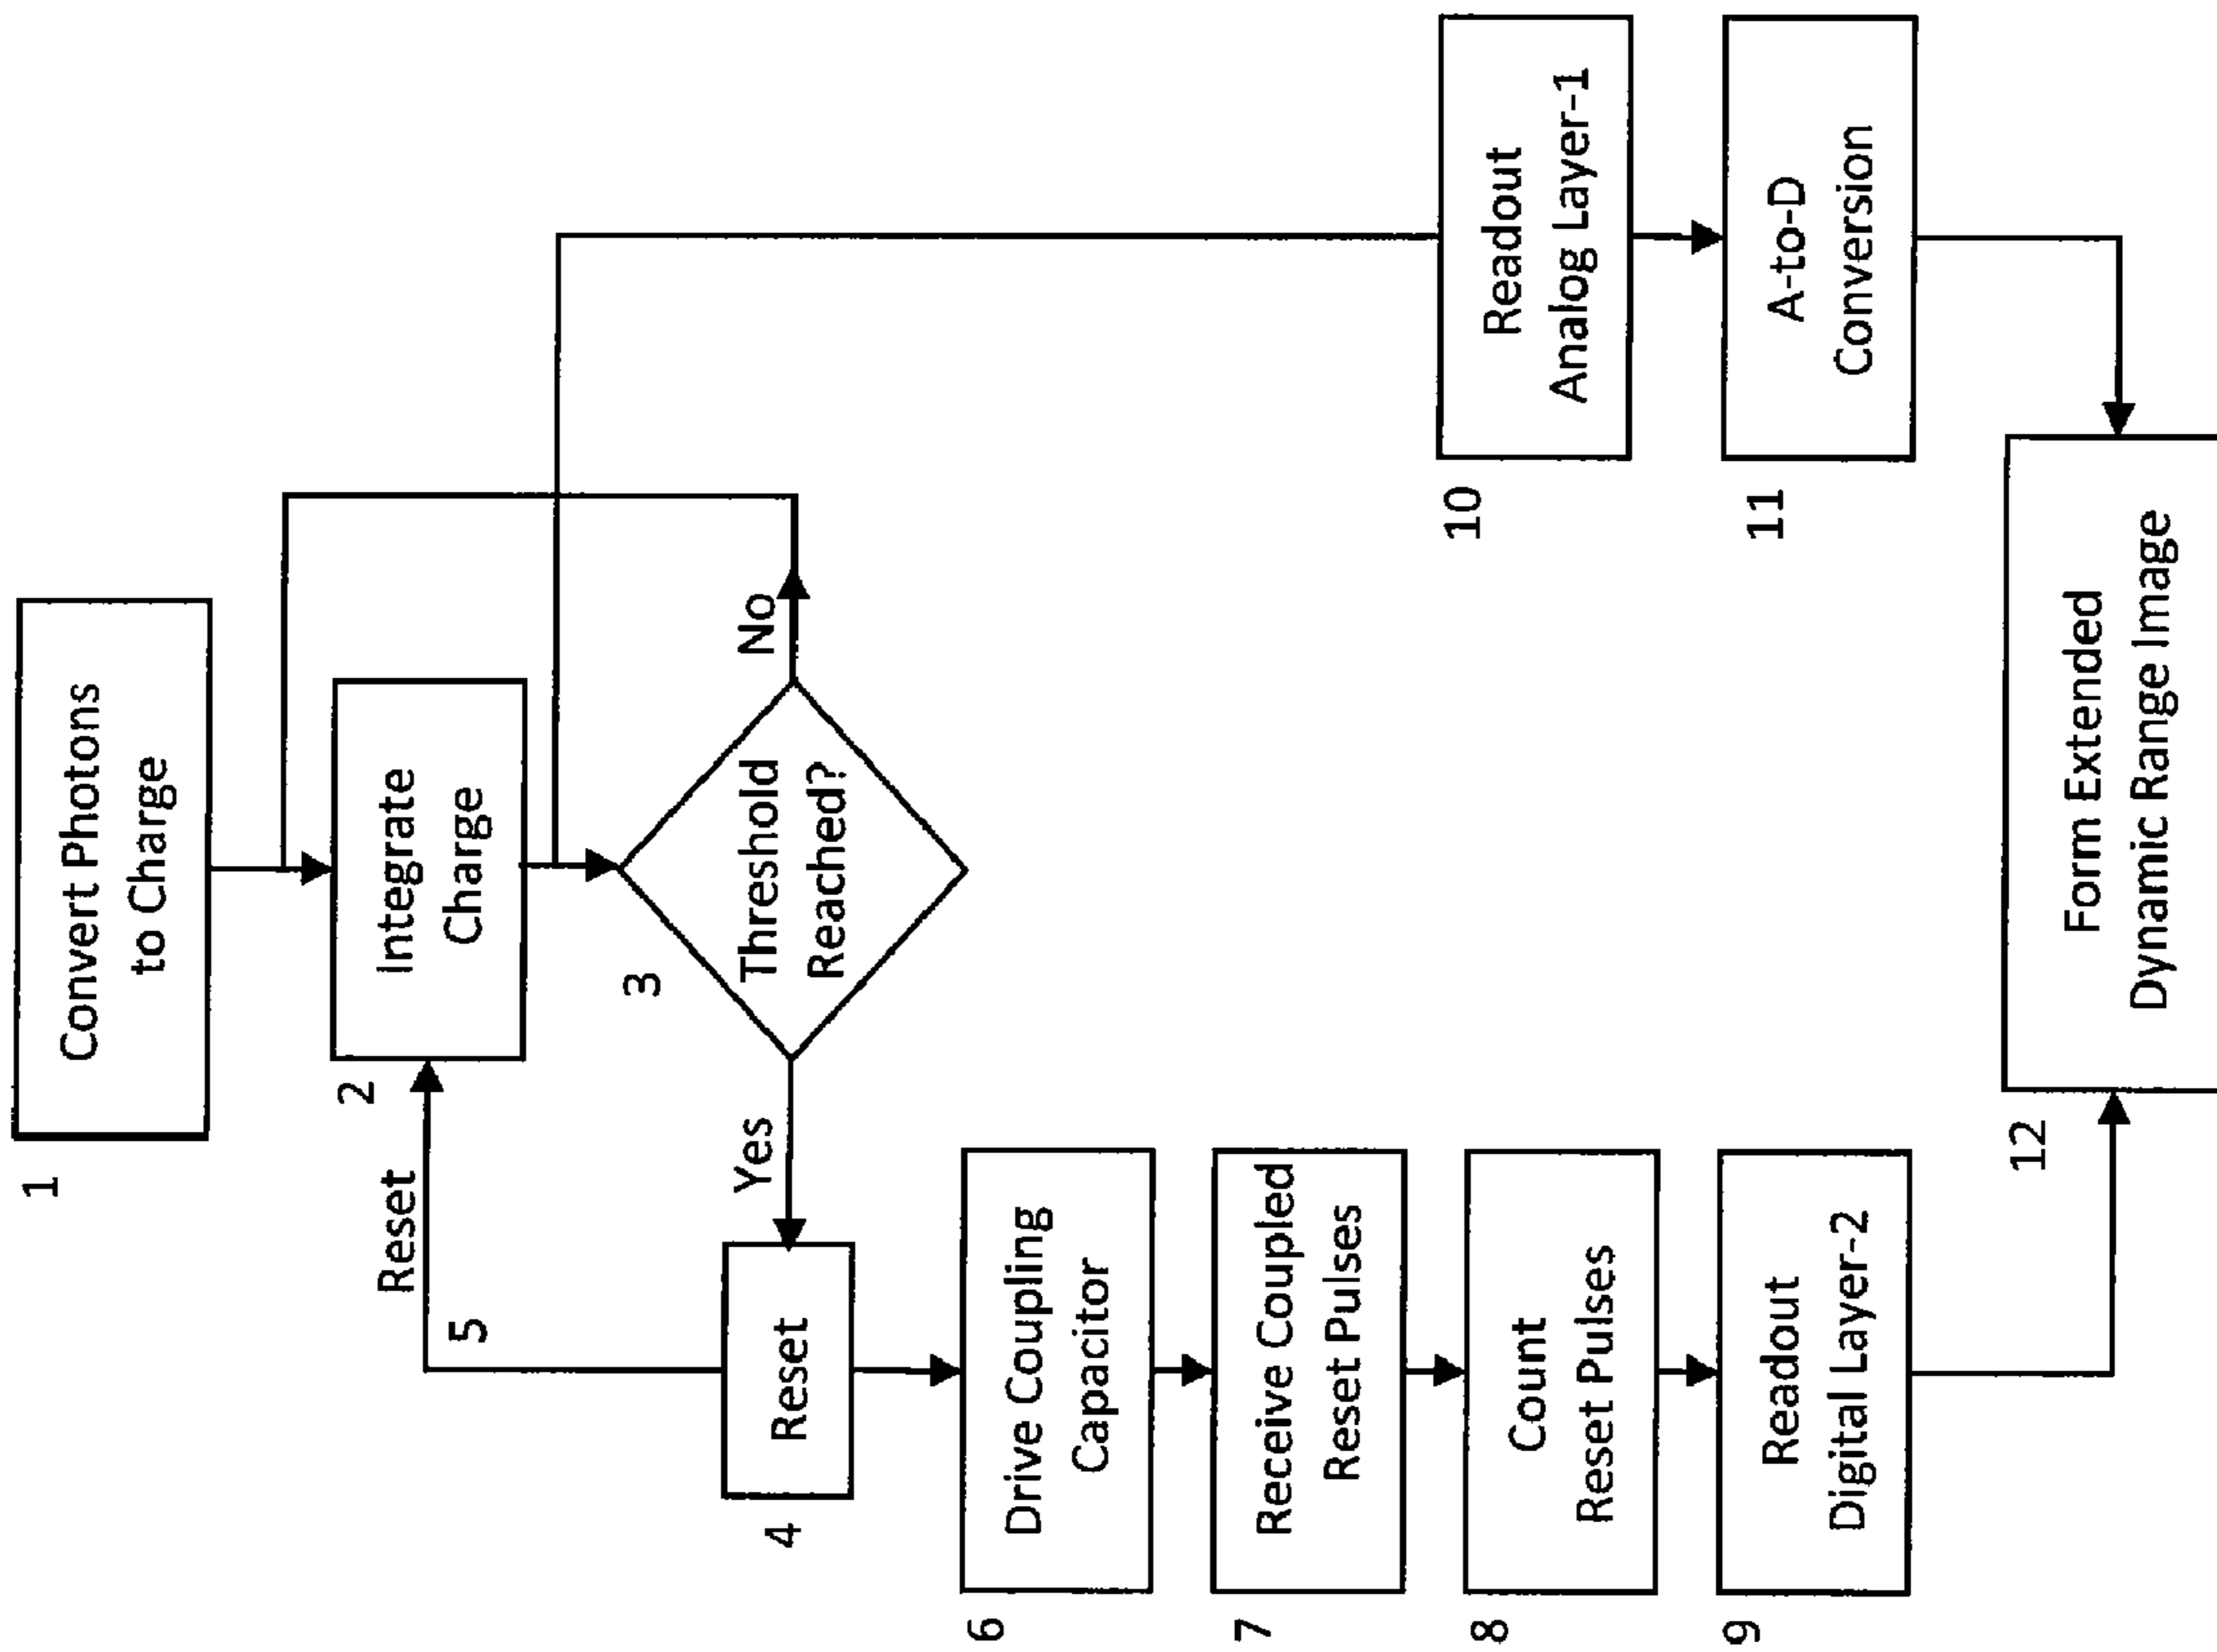 1
Convert Photons
to Charge
2
Integrate
Charge
Reset
5
3
Threshold
Reached?
No
Yes
4
Reset
6
Drive Coupling
Capacitor
7
Receive Coupled
Reset Pulses
8
Count
Reset Pulses
9
Readout
Digital Layer-2
10
Readout
Analog Layer-1
11
A-to-D
Conversion
12
Form Extended
Dynamic Range Image